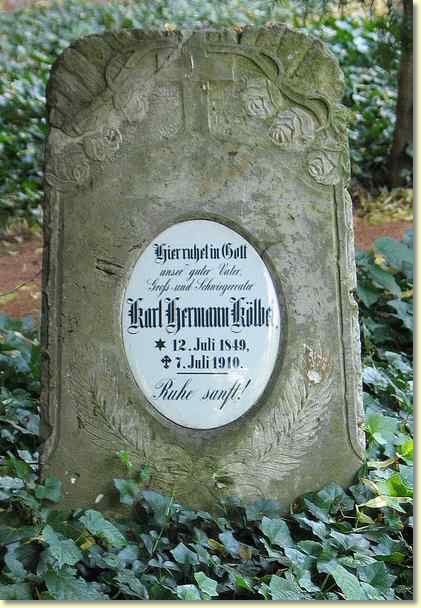 Hier ruhet in Gott
unser guter Vater,
Groß- und Schwiegervater
Karl Hermann Kölbel,
* 12. Juli 1849,
✠ 7. Juli 1910.
Ruhe sanft!